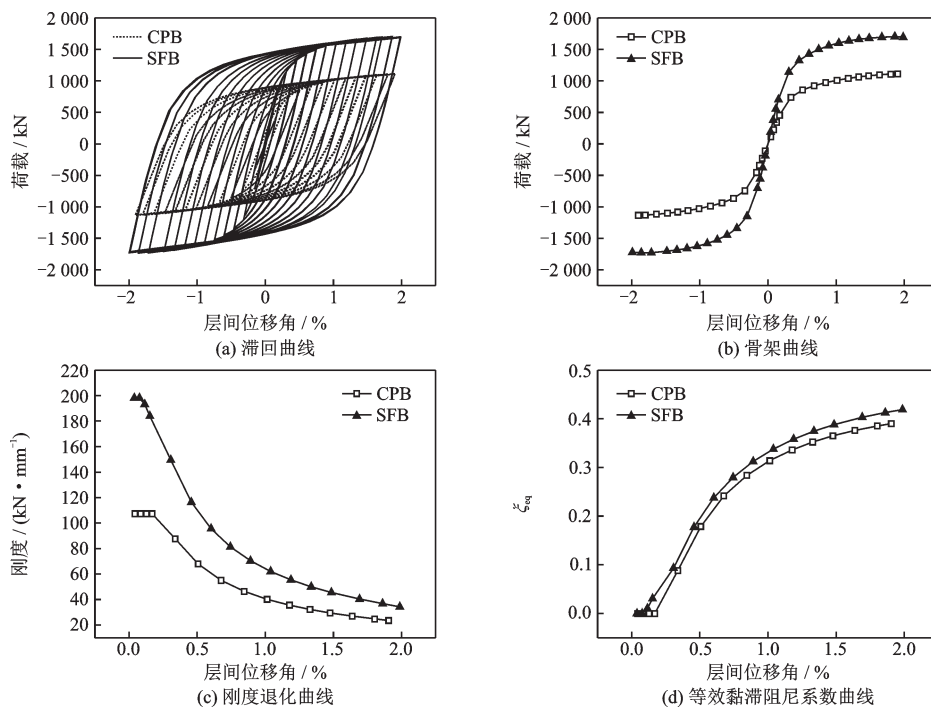 2 000
1 500
1 000
500
0
−500
−1 000
−1 500
−2 000
荷载 / kN
CPB
SFB
−2 −1 0 1 2
层间位移角 / %
(a) 滞回曲线
2 000
1 500
1 000
500
0
−500
−1 000
−1 500
−2 000
荷载 / kN
CPB
SFB
−2 −1 0 1 2
层间位移角 / %
(b) 骨架曲线
200
180
160
140
120
100
80
60
40
20
刚度 / (kN • mm⁻¹)
CPB
SFB
0.0 0.5 1.0 1.5 2.0
层间位移角 / %
(c) 刚度退化曲线
0.5
0.4
0.3
0.2
0.1
0.0
ξeq
CPB
SFB
0.0 0.5 1.0 1.5 2.0
层间位移角 / %
(d) 等效黏滞阻尼系数曲线